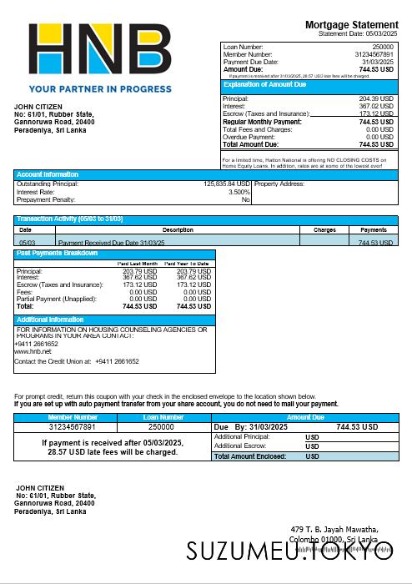 HNB
YOUR PARTNER IN PROGRESS
Mortgage Statement
Statement Date: 05/03/2025
Loan Number: 250000
Member Number: 31234567891
Payment Due Date: 31/03/2025
Amount Due: 744.53 USD
If payment is received after 31/03/2025, 28.57 USD late fee will be charged.
Explanation of Amount Due
Principal: 204.39 USD
Interest: 367.02 USD
Escrow (Taxes and Insurance): 173.12 USD
Regular Monthly Payment: 744.53 USD
Total Fees and Charges: 0.00 USD
Overdue Payment: 0.00 USD
Total Amount Due: 744.53 USD
For a limited time, Hatton National is offering NO CLOSING COSTS on
Home Equity Loans. In addition, rates are at some of the lowest ever!
JOHN CITIZEN
No: 61/01, Rubber State,
Gannoruwa Road, 20400
Peradeniya, Sri Lanka
Account Information
Outstanding Principal: 125,835.84 USD Property Address:
Interest Rate: 3.500%
Prepayment Penalty: No
Transaction Activity (05/03 to 31/03)
Date Description Charges Payments
05/03 Payment Received Due Date 31/03/25 744.53 USD
Past Payments Breakdown
Paid Last Month Paid Year To Date
Principal: 203.79 USD 203.79 USD
Interest: 367.62 USD 367.62 USD
Escrow (Taxes and Insurance): 173.12 USD 173.12 USD
Fees: 0.00 USD 0.00 USD
Partial Payment (Unapplied): 0.00 USD 0.00 USD
Total: 744.53 USD 744.53 USD
Additional Information
FOR INFORMATION ON HOUSING COUNSELING AGENCIES OR
PROGRAMS IN YOUR AREA CONTACT:
+9411 2661652
www.hnb.net
Contact the Credit Union at: +9411 2661652
For prompt credit, return this coupon with your check in the enclosed envelope to the location shown below.
If you are set up with auto payment transfer from your share account, you do not need to mail your payment.
Member Number Loan Number Amount Due
31234567891 250000 Due By: 31/03/2025 744.53 USD
If payment is received after 05/03/2025,
28.57 USD late fees will be charged.
Additional Principal: USD
Additional Escrow: USD
Total Amount Enclosed: USD
JOHN CITIZEN
No: 61/01, Rubber State,
Gannoruwa Road, 20400
Peradeniya, Sri Lanka
479 T. B. Jayah Mawatha,
Colombo 01000, Sri Lanka
SUZUMEU.TOKYO